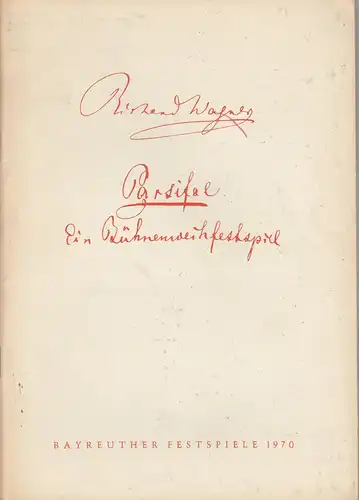 Richard Wagner
Parsifal
Ein Bühnenweihfestspiel
BAYREUTHER FESTSPIELE 1970